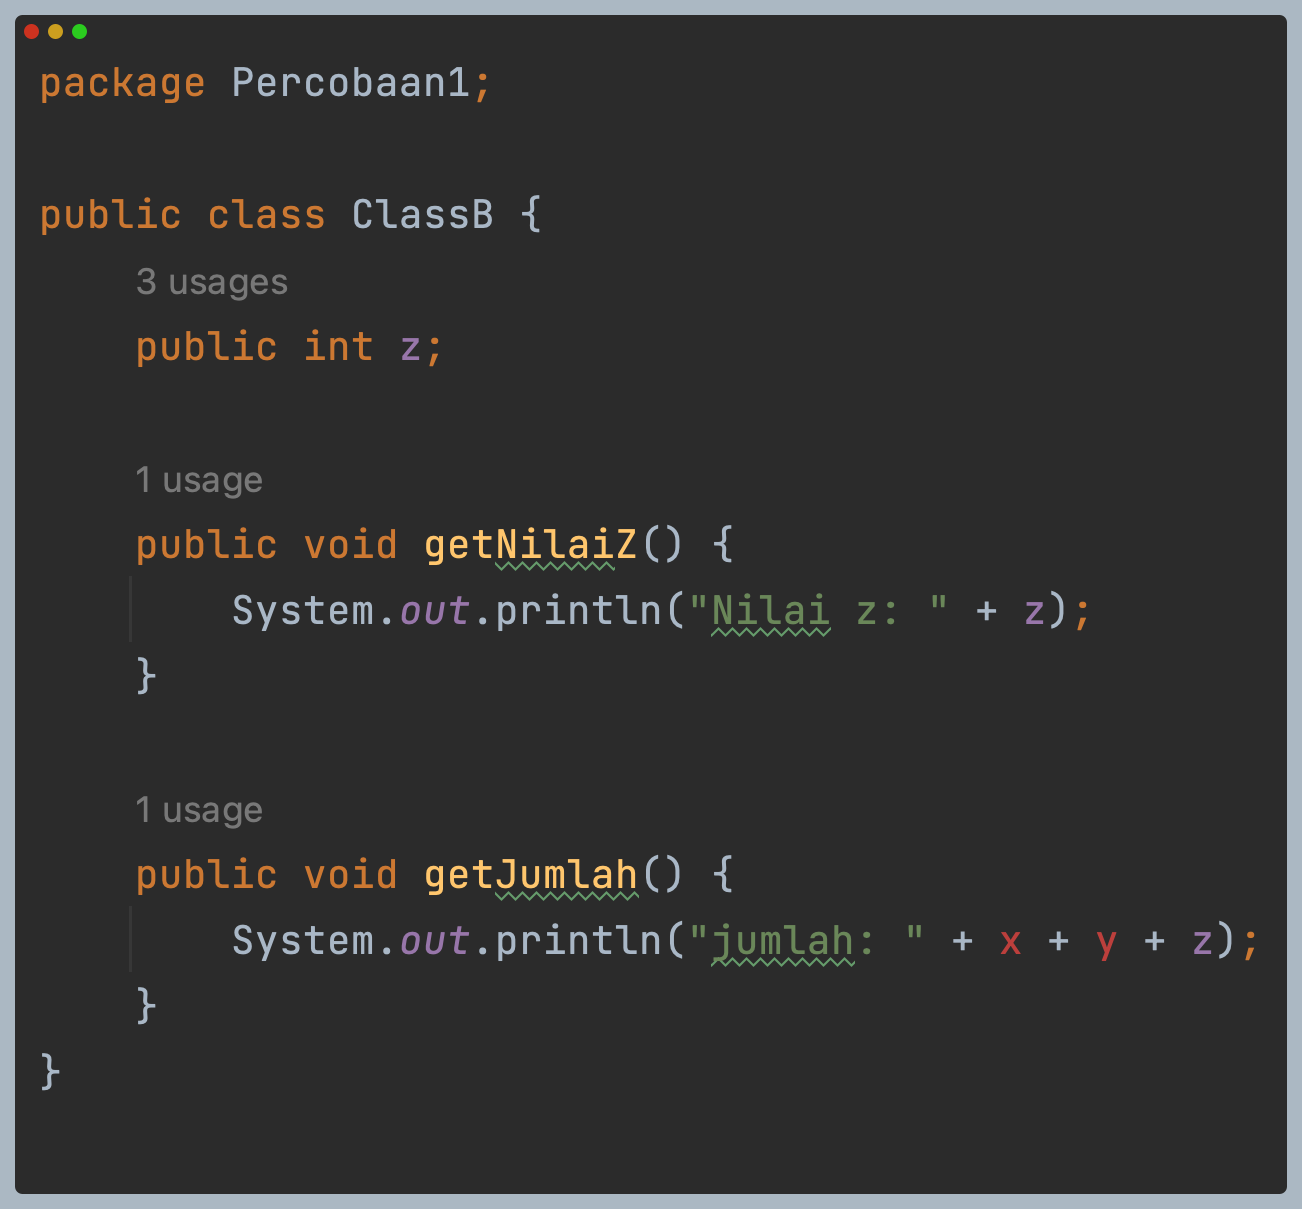 package Percobaan1;
public class ClassB {
3 usages
public int z;
1 usage
public void getNilaiZ() {
System.out.println("Nilai z: " + z);
}
1 usage
public void getJumlah() {
System.out.println("jumlah: " + x + y + z);
}
}